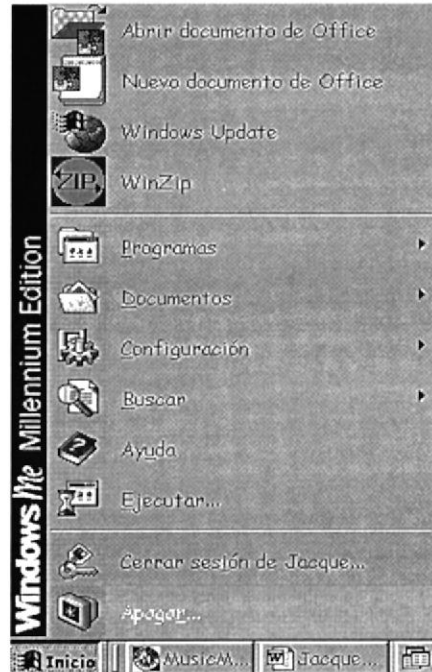 Abrir documento de Office
Nuevo documento de Office
Windows Update
ZIP
WinZip
Programas
Documentos
Configuración
Buscar
Ayuda
Ejecutar...
Cerrar sesión de Jacque...
Apagar...
Windows Me Millennium Edition
Inicio
MusicM...
Jacque...